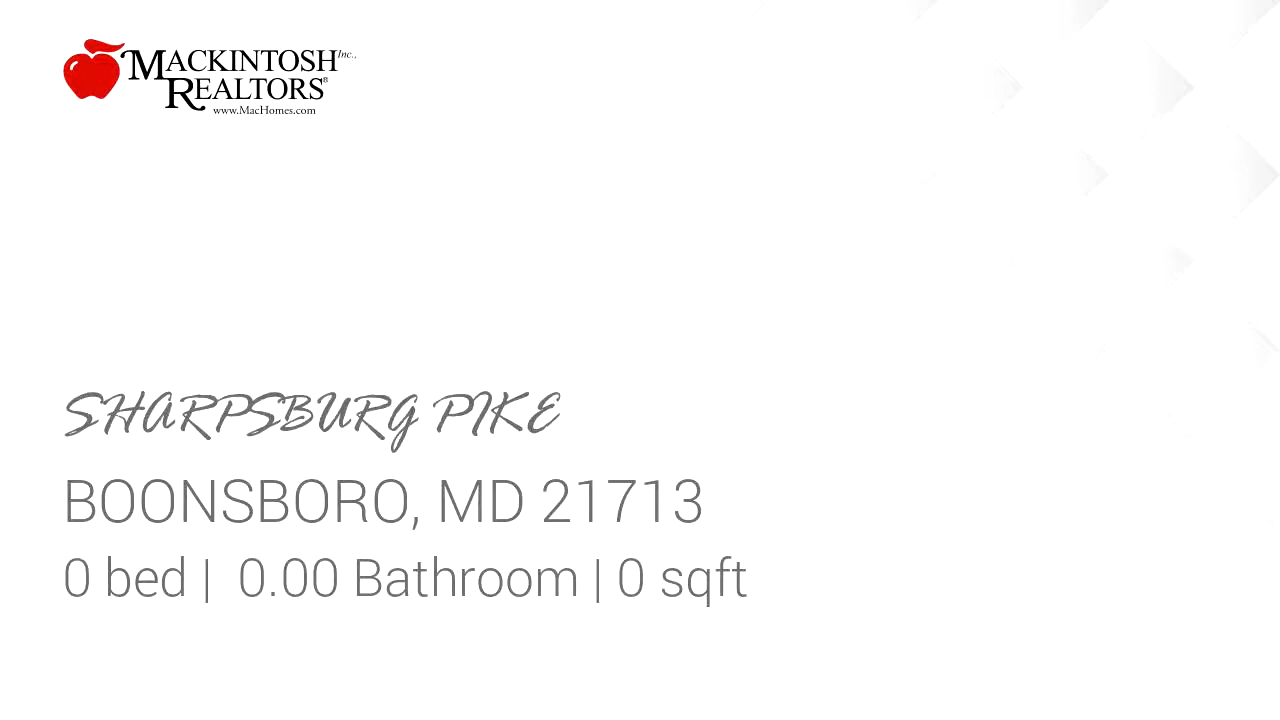 MACKINTOSH Inc.,
REALTORS®
www.MacHomes.com
SHARPSBURG PIKE
BOONSBORO, MD 21713
0 bed | 0.00 Bathroom | 0 sqft